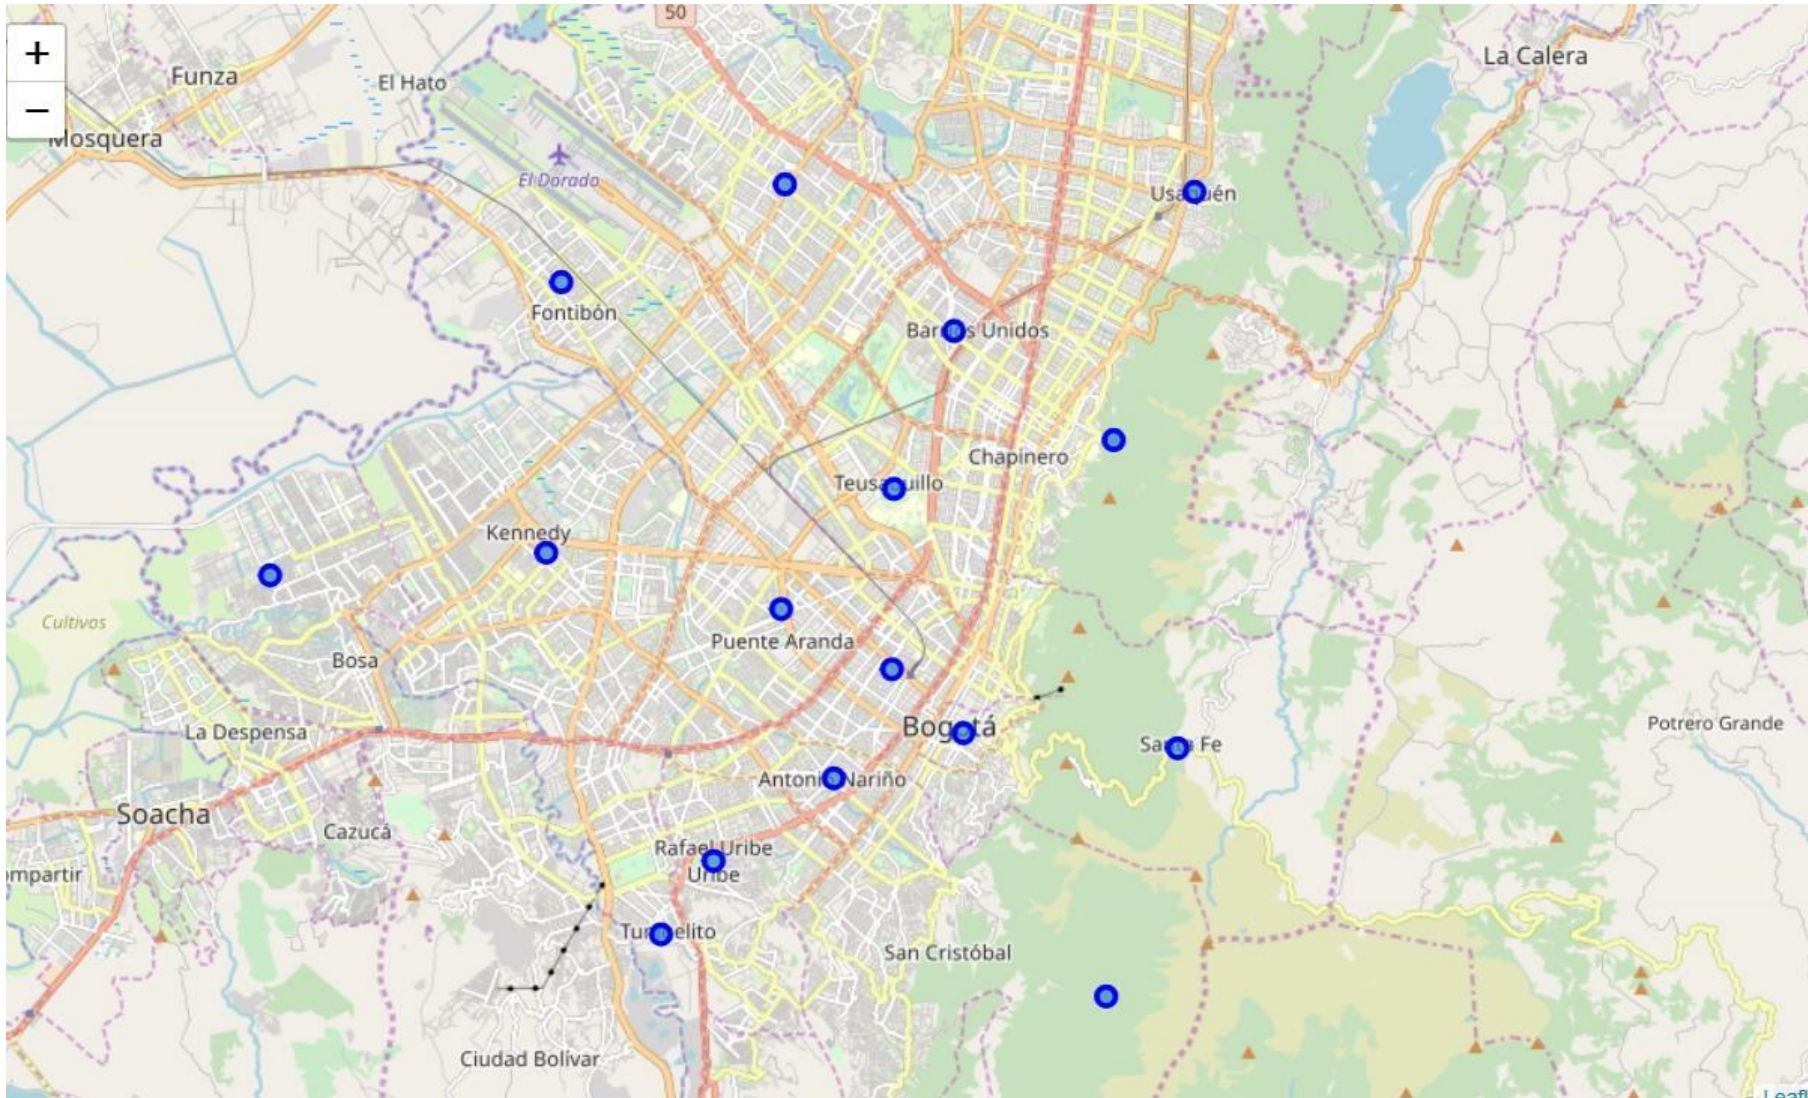 50
La Calera
+
Funza
El Hato
−
Mosquera
El Dorado
Usaquén
Fontibón
Barrios Unidos
Chapinero
Teusaquillo
Kennedy
Cultivos
Puente Aranda
Bosa
Bogotá
La Despensa
Potrero Grande
Santa Fe
Antonio Nariño
Soacha
Cazucá
Rafael Uribe
Uribe
ompartir
Tunjuelito
San Cristóbal
Ciudad Bolívar